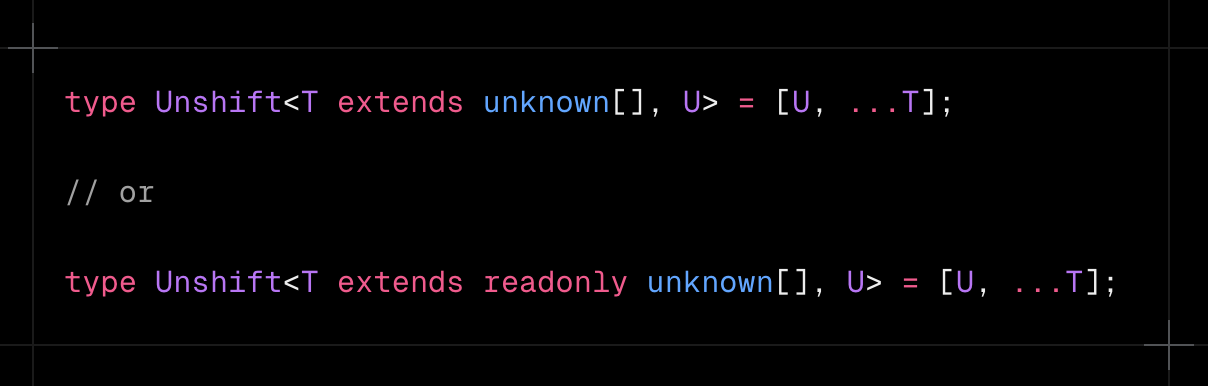 type Unshift<T extends unknown[], U> = [U, ...T];
// or
type Unshift<T extends readonly unknown[], U> = [U, ...T];